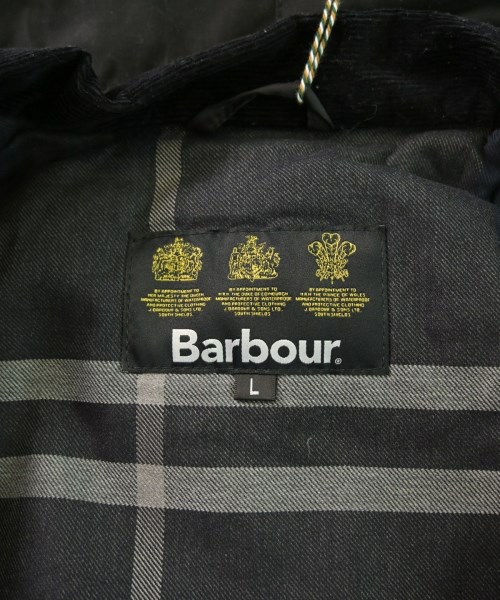 BY APPOINTMENT TO
HER MAJESTY THE QUEEN
MANUFACTURERS OF WATERPROOF
AND PROTECTIVE CLOTHING
J. BARBOUR & SONS LTD.
SOUTH SHIELDS
BY APPOINTMENT TO
H.R.H. THE DUKE OF EDINBURGH
MANUFACTURERS OF WATERPROOF
AND PROTECTIVE CLOTHING
J. BARBOUR & SONS LTD.
SOUTH SHIELDS
BY APPOINTMENT TO
H.R.H. THE PRINCE OF WALES
MANUFACTURERS OF WATERPROOF
AND PROTECTIVE CLOTHING
J. BARBOUR & SONS LTD.
SOUTH SHIELDS
Barbour®
L